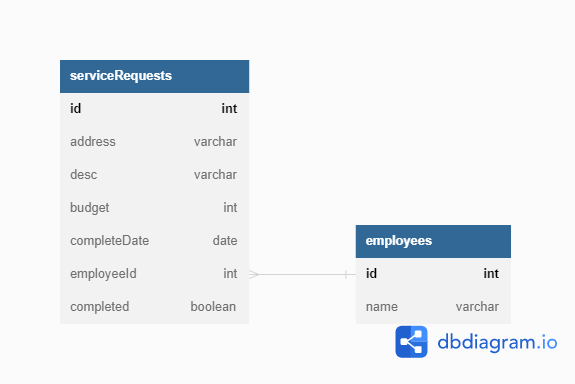 serviceRequests
id int
address varchar
desc varchar
budget int
completeDate date
employeeId int
completed boolean
employees
id int
name varchar
dbdiagram.io